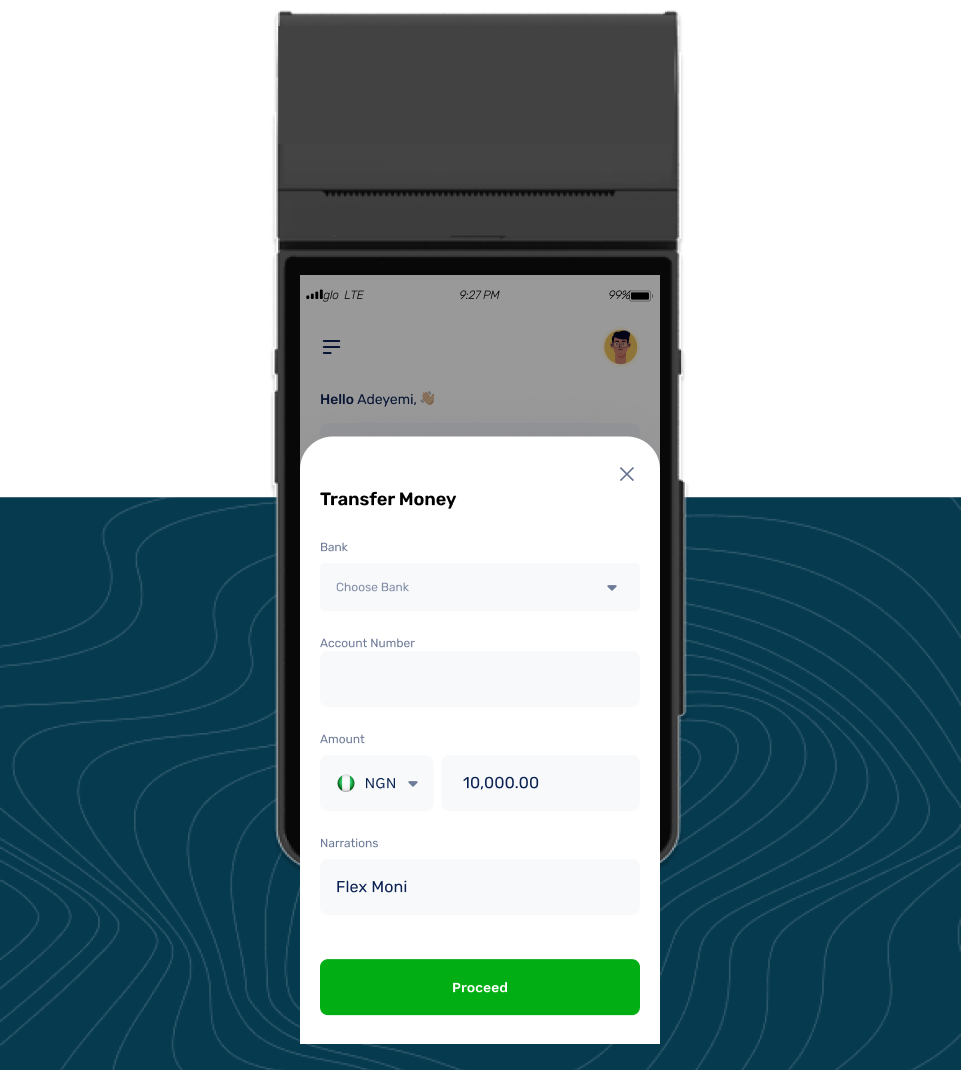 glo LTE 9:27 PM 99%
Hello Adeyemi, 👋🏼
Transfer Money
Bank
Choose Bank
Account Number
Amount
NGN 10,000.00
Narrations
Flex Moni
Proceed